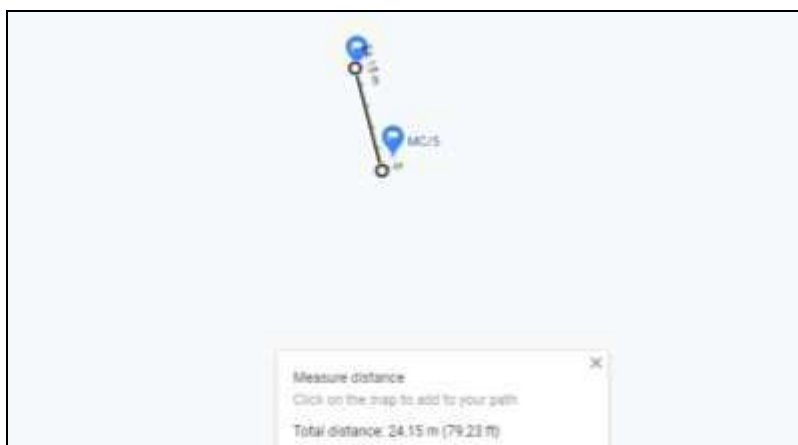 MC/5
Measure distance
Click on the map to add to your path
Total distance: 24.15 m (79.23 ft)